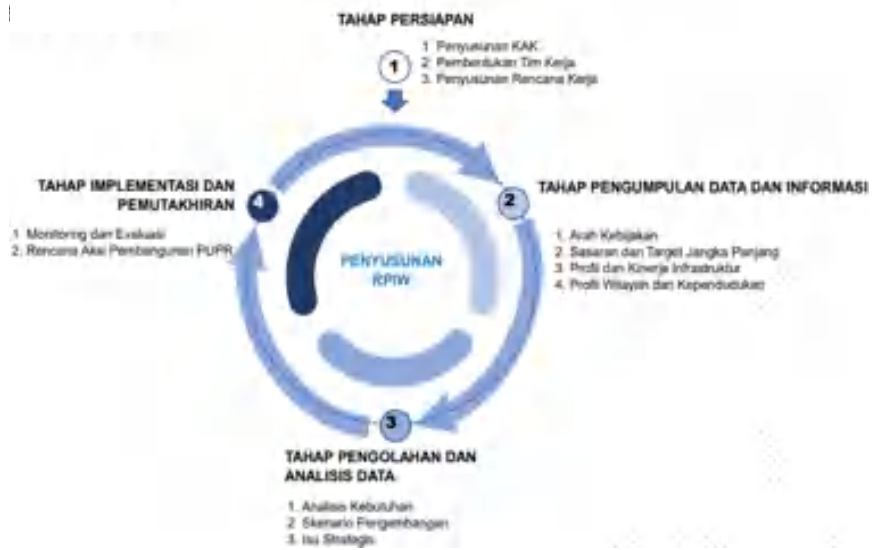 TAHAP PERSIAPAN
1 Penyusunan KAK
2 Pembentukan Tim Kerja
3. Penyusunan Rencana Kerja
1
TAHAP IMPLEMENTASI DAN
PEMUTAKHIRAN
4
1 Monitoring dan Evaluasi
2. Rencana Aksi Pembangunan PUPR
2
TAHAP PENGUMPULAN DATA DAN INFORMASI
1. Arah Kebijakan
2. Sasaran dan Target Jangka Panjang
3. Profil dan Kinerja Infrastruktur
4. Profil Wilayah dan Kependudukan
PENYUSUNAN
RPIW
3
TAHAP PENGOLAHAN DAN
ANALISIS DATA
1. Analisis Kebutuhan
2 Skenario Pengembangan
3. Isu Strategis